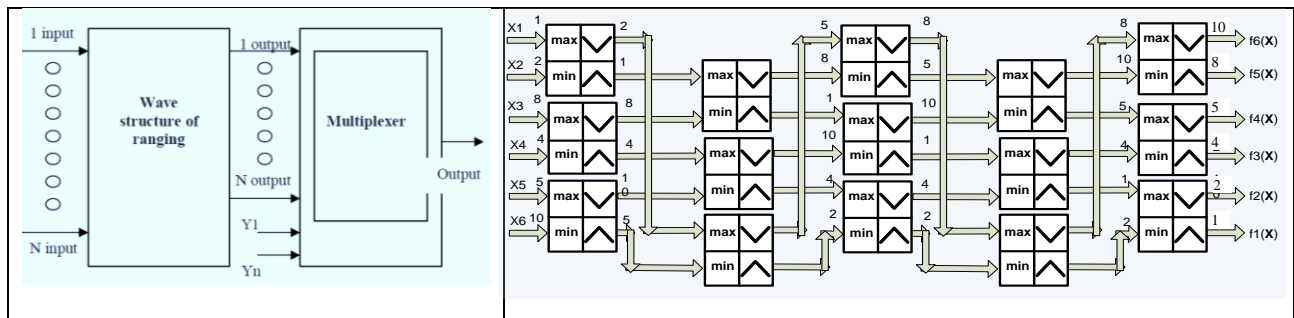 1 input
1 output
Wave
structure of
ranging
Multiplexer
Output
N output
Y1
Yn
N input
X1 1 max 2 5 max 8 8 max 10 f6(X)
X2 2 min 1 max 8 min 5 max 10 min 8 f5(X)
X3 8 max 8 min 1 max 10 min 5 max 5 f4(X)
X4 4 min 4 max 10 min 1 max 4 min 4 f3(X)
X5 5 max 10 min 4 max 4 min 1 max 2 f2(X)
X6 10 min 5 max 2 min 2 max 2 min 1 f1(X)
min min